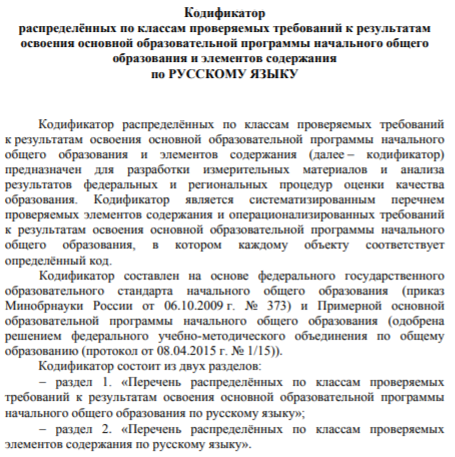 Кодификатор
распределённых по классам проверяемых требований к результатам
освоения основной образовательной программы начального общего
образования и элементов содержания
по РУССКОМУ ЯЗЫКУ
Кодификатор распределённых по классам проверяемых требований
к результатам освоения основной образовательной программы начального
общего образования и элементов содержания (далее – кодификатор)
предназначен для разработки измерительных материалов и анализа
результатов федеральных и региональных процедур оценки качества
образования. Кодификатор является систематизированным перечнем
проверяемых элементов содержания и операционализированных требований
к результатам освоения основной образовательной программы начального
общего образования, в котором каждому объекту соответствует
определённый код.
Кодификатор составлен на основе федерального государственного
образовательного стандарта начального общего образования (приказ
Минобрнауки России от 06.10.2009 г. № 373) и Примерной основной
образовательной программы начального общего образования (одобрена
решением федерального учебно-методического объединения по общему
образованию (протокол от 08.04.2015 г. № 1/15)).
Кодификатор состоит из двух разделов:
– раздел 1. «Перечень распределённых по классам проверяемых
требований к результатам освоения основной образовательной программы
начального общего образования по русскому языку»;
– раздел 2. «Перечень распределённых по классам проверяемых
элементов содержания по русскому языку».